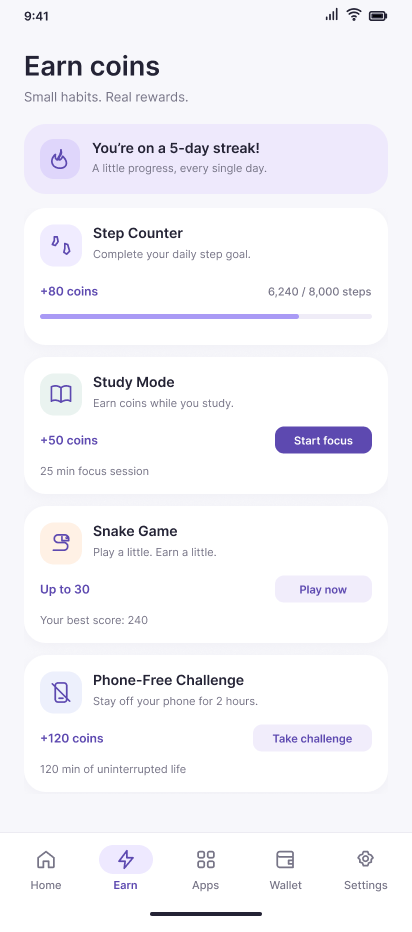 9:41
Earn coins
Small habits. Real rewards.
You’re on a 5-day streak!
A little progress, every single day.
Step Counter
Complete your daily step goal.
+80 coins
6,240 / 8,000 steps
Study Mode
Earn coins while you study.
+50 coins
Start focus
25 min focus session
Snake Game
Play a little. Earn a little.
Up to 30
Play now
Your best score: 240
Phone-Free Challenge
Stay off your phone for 2 hours.
+120 coins
Take challenge
120 min of uninterrupted life
Home
Earn
Apps
Wallet
Settings